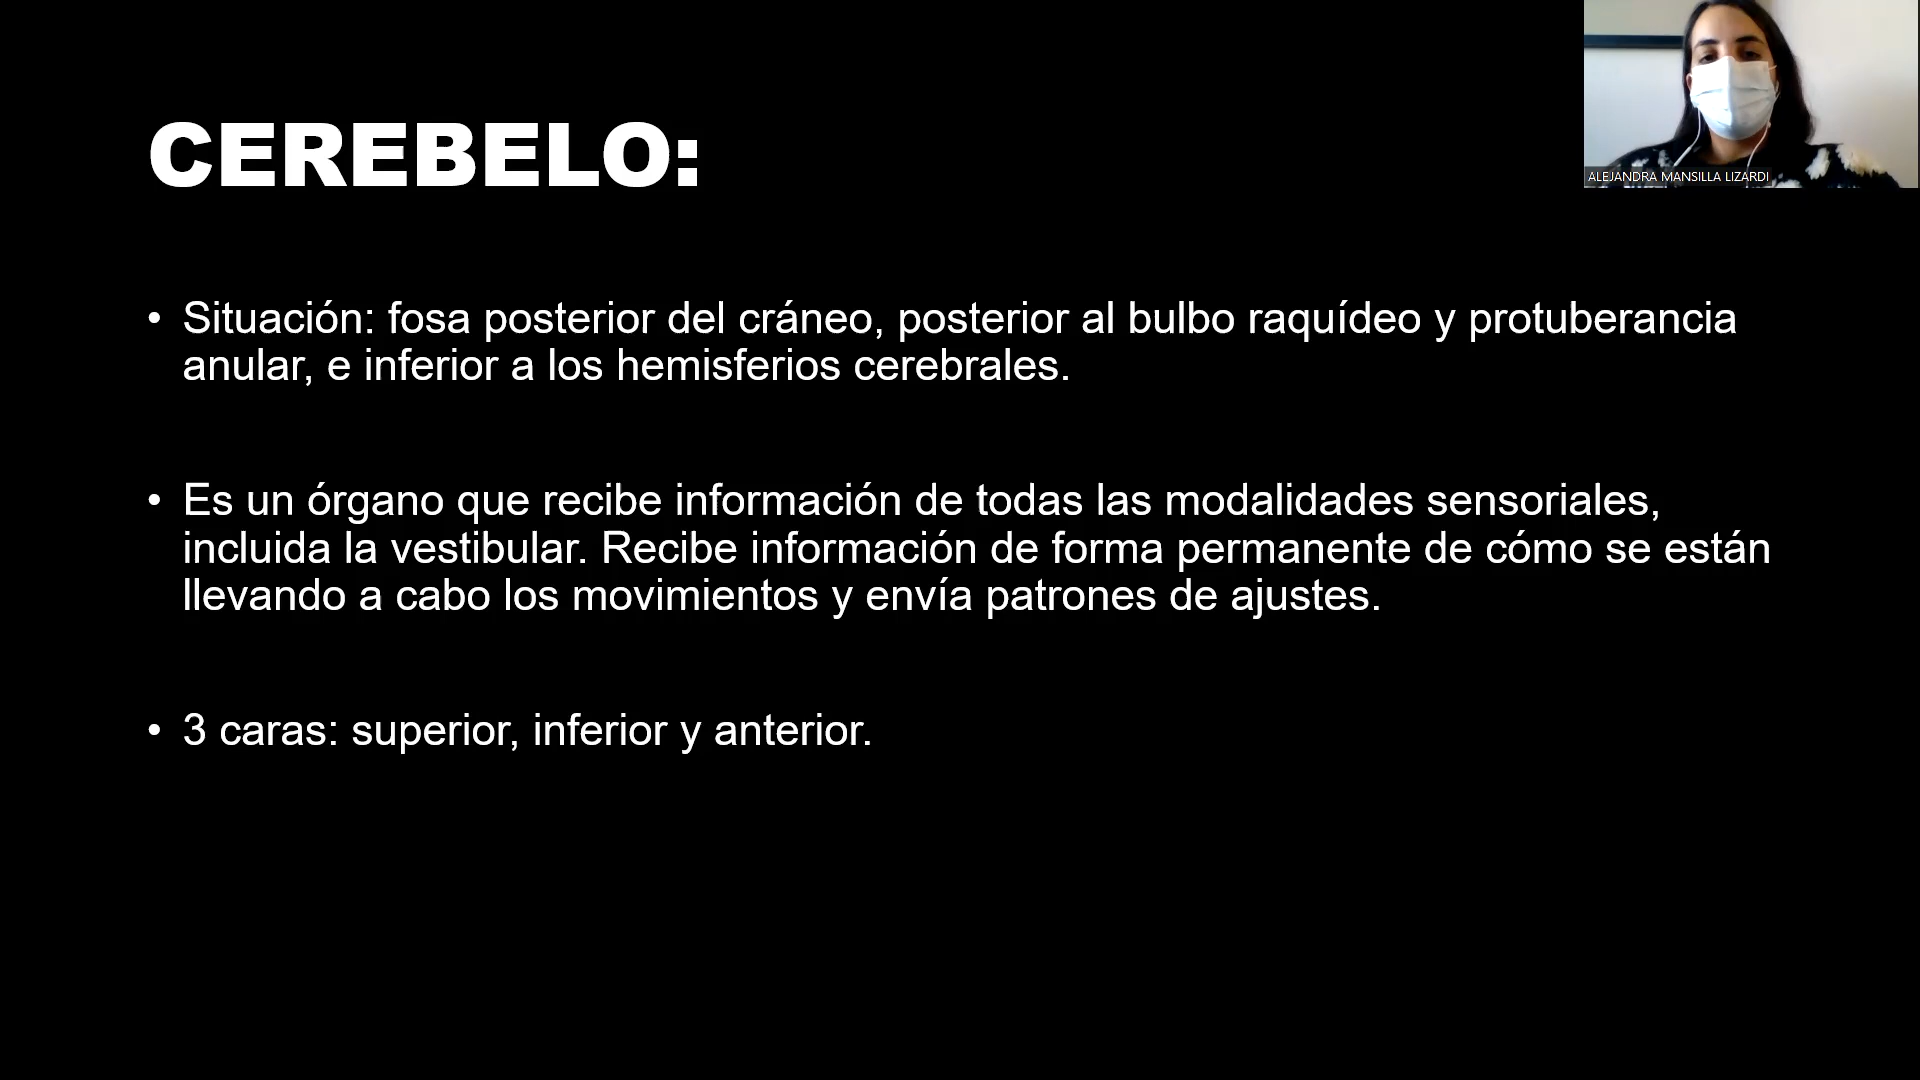 CEREBELO:
ALEJANDRA MANSILLA LIZARDI
• Situación: fosa posterior del cráneo, posterior al bulbo raquídeo y protuberancia
anular, e inferior a los hemisferios cerebrales.
• Es un órgano que recibe información de todas las modalidades sensoriales,
incluida la vestibular. Recibe información de forma permanente de cómo se están
llevando a cabo los movimientos y envía patrones de ajustes.
• 3 caras: superior, inferior y anterior.